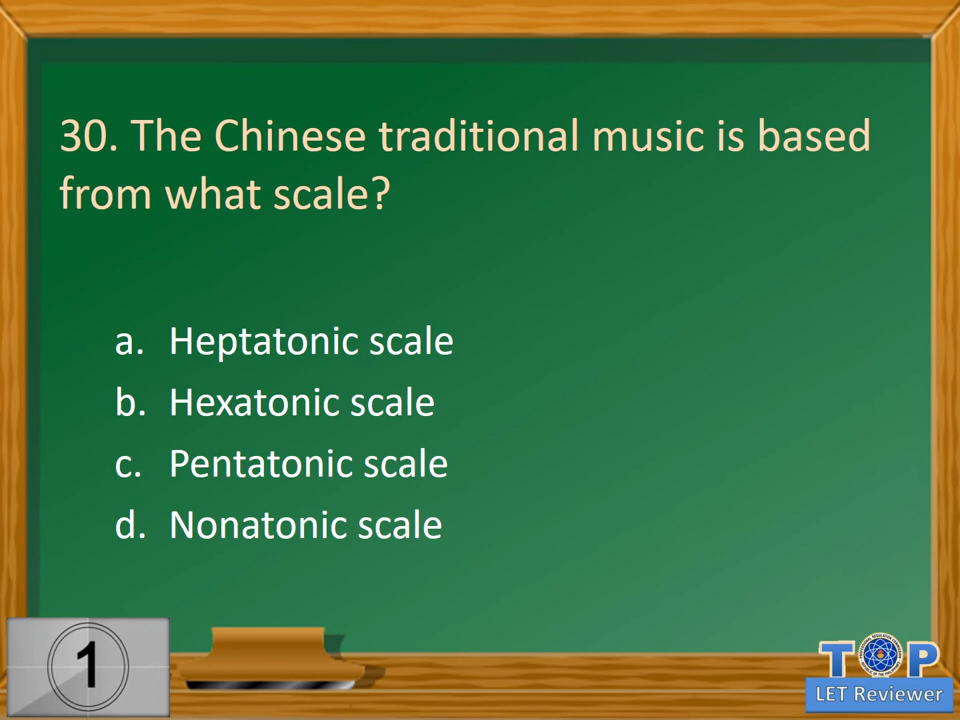 30. The Chinese traditional music is based
from what scale?
a. Heptatonic scale
b. Hexatonic scale
c. Pentatonic scale
d. Nonatonic scale
1
TOP
LET Reviewer